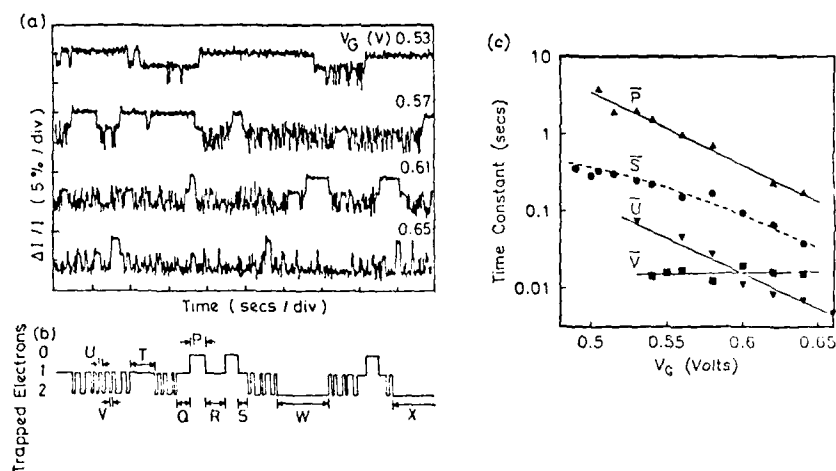 (a)
V_G (V) 0.53
0.57
0.61
0.65
ΔI/I (5%/div)
Time (secs/div)
(b)
Trapped Electrons
0
1
2
U
T
P
V
Q
R
S
W
X
(c)
Time Constant (secs)
10
1
0.1
0.01
P̅
S̅
U̅
V̅
0.5
0.55
0.6
0.65
V_G (Volts)